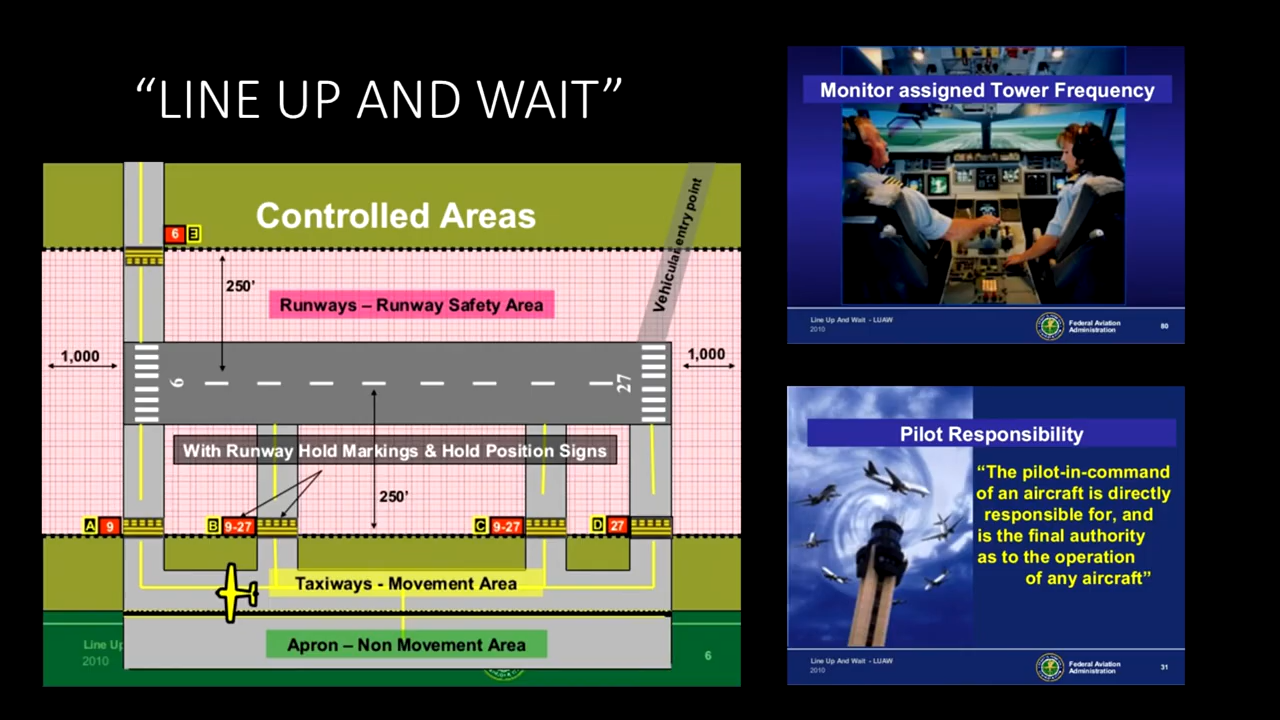 “LINE UP AND WAIT”
Controlled Areas
6 E
250’
Vehicular entry point
Runways – Runway Safety Area
1,000
1,000
6
27
With Runway Hold Markings & Hold Position Signs
250’
A 9
B 9-27
C 9-27
D 27
Taxiways - Movement Area
Apron – Non Movement Area
Line Up
2010
6
Monitor assigned Tower Frequency
Line Up And Wait - LUAW
2010
Federal Aviation
Administration
80
Pilot Responsibility
“The pilot-in-command
of an aircraft is directly
responsible for, and
is the final authority
as to the operation
of any aircraft”
Line Up And Wait - LUAW
2010
Federal Aviation
Administration
31